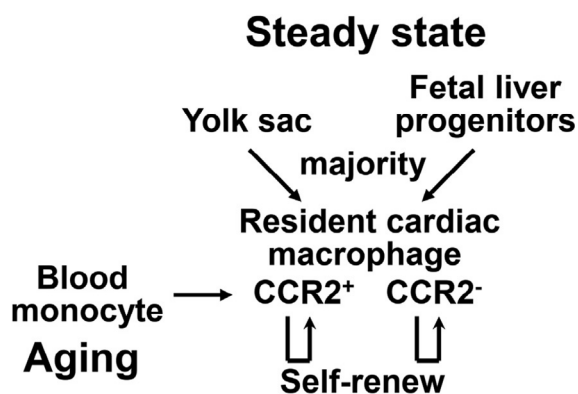 Steady state
Fetal liver
progenitors
Yolk sac
majority
Resident cardiac
macrophage
Blood
monocyte
CCR2⁺ CCR2⁻
Aging
Self-renew